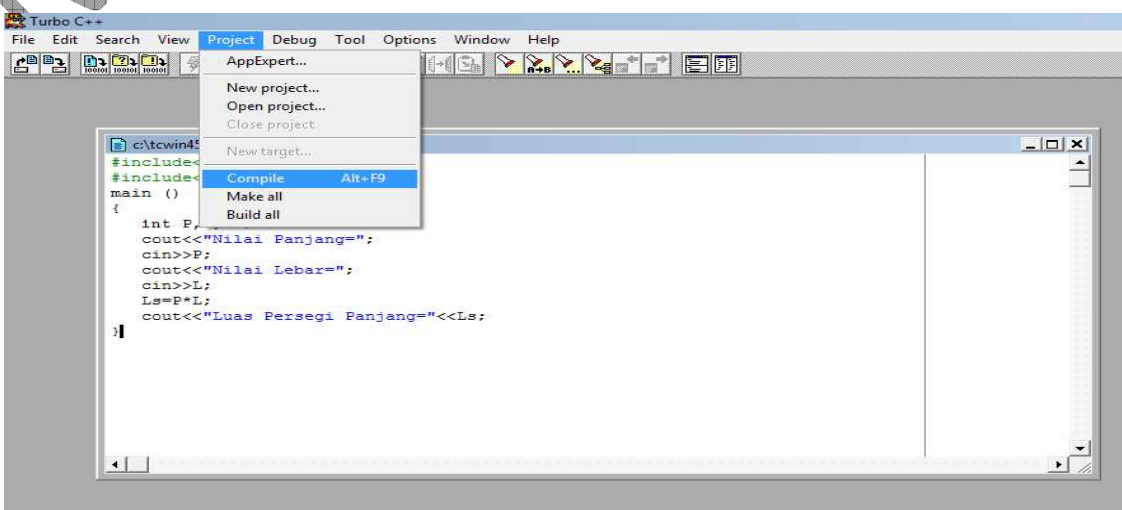 Turbo C++
File Edit Search View Project Debug Tool Options Window Help
AppExpert...
New project...
Open project...
Close project
New target...
Compile Alt+F9
Make all
Build all
c:\tcwin45
#include<
#include<
main ()
{
int P,
cout<<"Nilai Panjang=";
cin>>P;
cout<<"Nilai Lebar=";
cin>>L;
Ls=P*L;
cout<<"Luas Persegi Panjang="<<Ls;
}